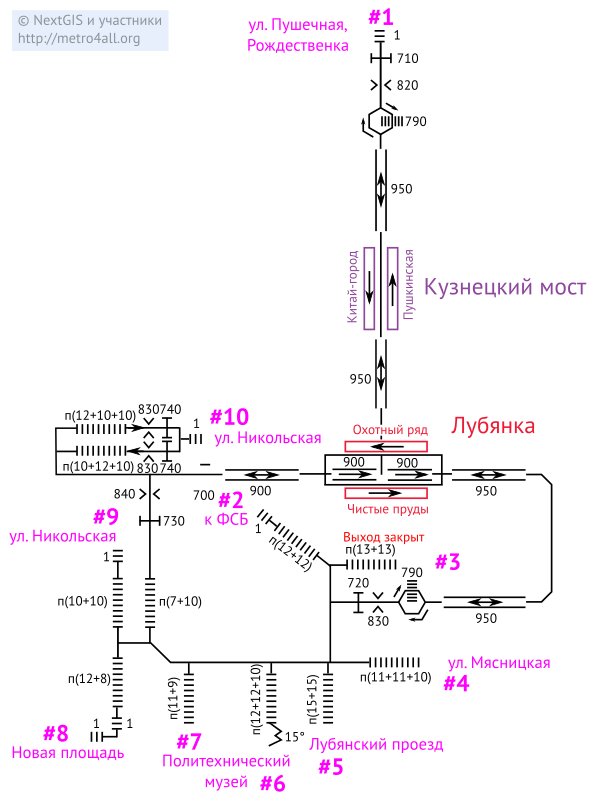 © NextGIS и участники
http://metro4all.org
#1
ул. Пушечная,
Рождественка
1
710
820
790
950
Китай-город
Пушкинская
Кузнецкий мост
950
Охотный ряд
Лубянка
900
900
Чистые пруды
950
900
п(12+10+10)
830
740
1
#10
ул. Никольская
п(10+12+10)
830
740
840
700
#2
к ФСБ
1
п(12+12)
#9
ул. Никольская
730
1
п(10+10)
п(7+10)
Выход закрыт
п(13+13)
#3
790
720
830
950
п(12+8)
1
1
#8
Новая площадь
п(11+9)
#7
Политехнический
музей
#6
п(12+12+10)
15°
п(15+15)
Лубянский проезд
#5
ул. Мясницкая
п(11+11+10)
#4